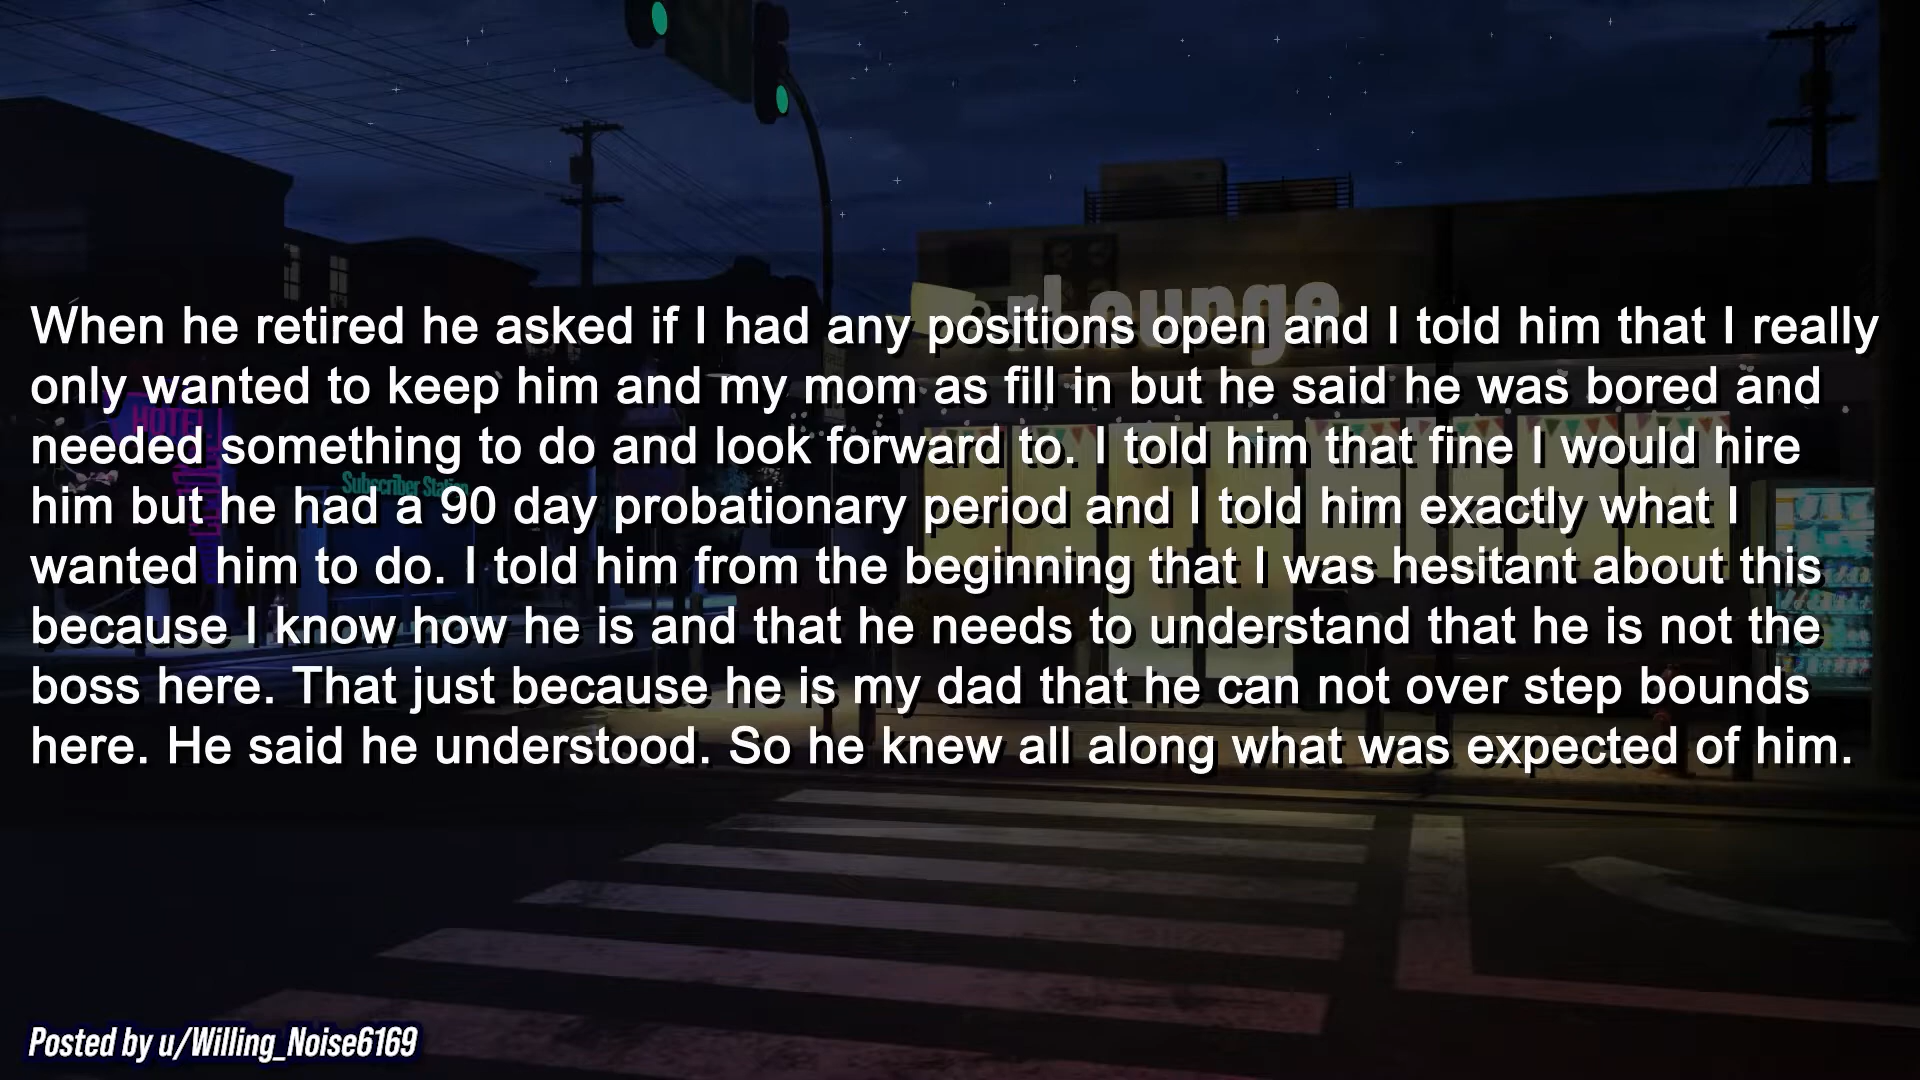 rLounge
When he retired he asked if I had any positions open and I told him that I really
only wanted to keep him and my mom as fill in but he said he was bored and
needed something to do and look forward to. I told him that fine I would hire
him but he had a 90 day probationary period and I told him exactly what I
wanted him to do. I told him from the beginning that I was hesitant about this
because I know how he is and that he needs to understand that he is not the
boss here. That just because he is my dad that he can not over step bounds
here. He said he understood. So he knew all along what was expected of him.
HOTEL
Subscriber Station
Posted by u/Willing_Noise6169